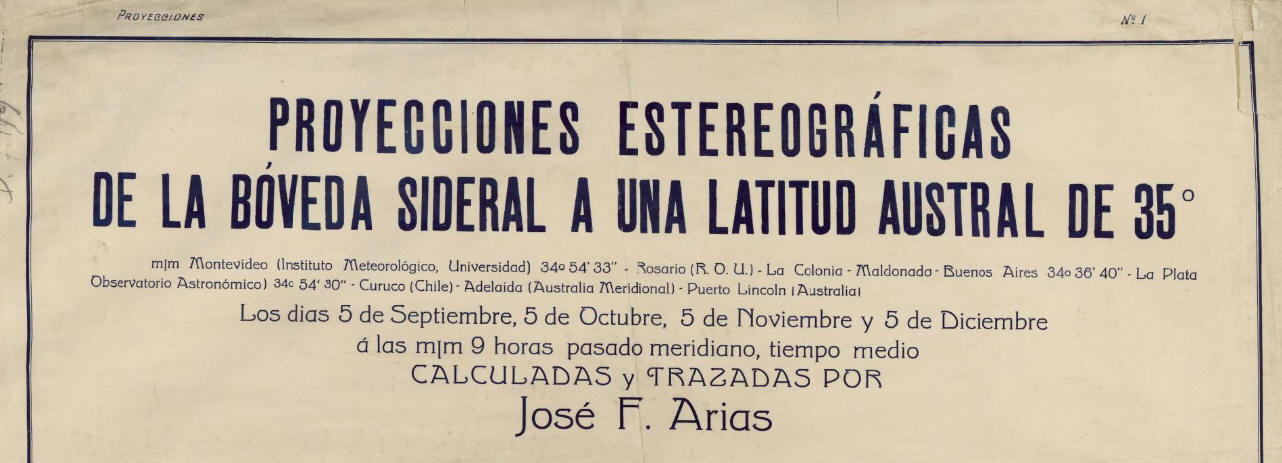 PROYECCIONES
Nº 1
PROYECCIONES ESTEREOGRÁFICAS
DE LA BÓVEDA SIDERAL A UNA LATITUD AUSTRAL DE 35°
m|m Montevideo (Instituto Meteorológico, Universidad) 34o 54' 33" - Rosario (R. O. U.) - La Colonia - Maldonado - Buenos Aires 34o 36' 40" - La Plata
Observatorio Astronómico) 34c 54' 30" - Curuco (Chile) - Adelaida (Australia Meridional) - Puerto Lincoln (Australia)
Los dias 5 de Septiembre, 5 de Octubre, 5 de Noviembre y 5 de Diciembre
á las m|m 9 horas pasado meridiano, tiempo medio
CALCULADAS y TRAZADAS POR
José F. Arias